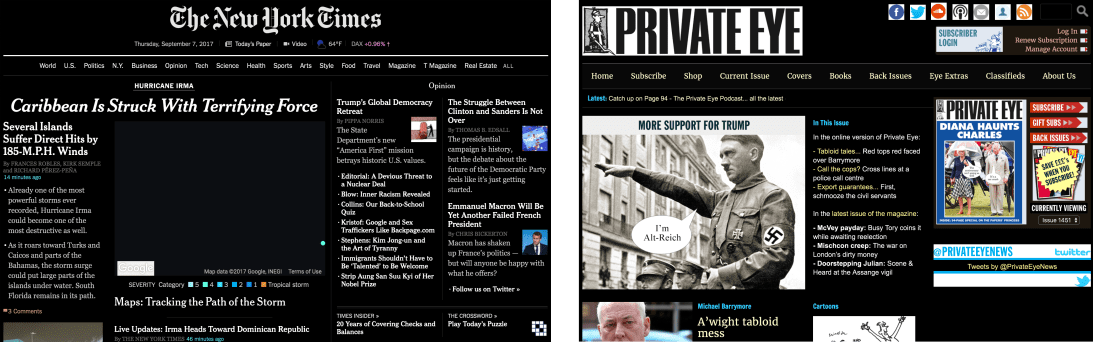 The New York Times
Thursday, September 7, 2017
Today's Paper
Video
64°F
DAX +0.96% ↑
World U.S. Politics N.Y. Business Opinion Tech Science Health Sports Arts Style Food Travel Magazine T Magazine Real Estate ALL
HURRICANE IRMA
Caribbean Is Struck With Terrifying Force
Several Islands
Suffer Direct Hits by
185-M.P.H. Winds
By FRANCES ROBLES, KIRK SEMPLE
and RICHARD PÉREZ-PEÑA
14 minutes ago
• Already one of the most
powerful storms ever
recorded, Hurricane Irma
could become one of the
most destructive as well.
• As it roars toward Turks and
Caicos and parts of the
Bahamas, the storm surge
could put large parts of the
islands under water. South
Florida remains in its path.
3 Comments
Google
Map data ©2017 Google, INEGI Terms of Use
SEVERITY Category 5 4 3 2 1 Tropical storm
Maps: Tracking the Path of the Storm
Live Updates: Irma Heads Toward Dominican Republic
By THE NEW YORK TIMES 46 minutes ago
Opinion
Trump's Global Democracy
Retreat
By PIPPA NORRIS
The State
Department's new
"America First" mission
betrays historic U.S. values.
• Editorial: A Devious Threat to
a Nuclear Deal
• Blow: Inner Racism Revealed
• Collins: Our Back-to-School
Quiz
• Kristof: Google and Sex
Traffickers Like Backpage.com
• Stephens: Kim Jong-un and
the Art of Tyranny
• Immigrants Shouldn't Have to
Be 'Talented' to Be Welcome
• Strip Aung San Suu Kyi of Her
Nobel Prize
The Struggle Between
Clinton and Sanders Is Not
Over
By THOMAS B. EDSALL
The presidential
campaign is history,
but the debate about the
future of the Democratic Party
feels like it's just getting
started.
Emmanuel Macron Will Be
Yet Another Failed French
President
By CHRIS BICKERTON
Macron has shaken
up France's politics —
but will anyone be happy with
what he offers?
• Follow us on Twitter »
TIMES INSIDER »
20 Years of Covering Checks and
Balances
THE CROSSWORD »
Play Today's Puzzle
PRIVATE EYE
SUBSCRIBER
LOGIN
Log In
Renew Subscription
Manage Account
Home Subscribe Shop Current Issue Covers Books Back Issues Eye Extras Classifieds About Us
Latest: Catch up on Page 94 - The Private Eye Podcast... all the latest
MORE SUPPORT FOR TRUMP
I'm
Alt-Reich
Michael Barrymore
A'wight tabloid
mess
In This Issue
In the online version of Private Eye:
- Tabloid tales... Red tops red faced
over Barrymore
- Call the cops? Cross lines at a
police call centre
- Export guarantees... First,
schmooze the civil servants
In the latest issue of the magazine:
- McVey payday: Busy Tory coins it
while awaiting reelection
- Mischcon creep: The war on
London's dirty money
- Doorstepping Julian: Scene &
Heard at the Assange vigil
Cartoons
PRIVATE EYE
DIANA HAUNTS
CHARLES
SUBSCRIBE
GIFT SUBS
BACK ISSUES
SAVE £££'s
WHEN YOU
SUBSCRIBE!
CURRENTLY VIEWING
Issue 1451
@PRIVATEEYENEWS
twitter
Tweets by @PrivateEyeNews